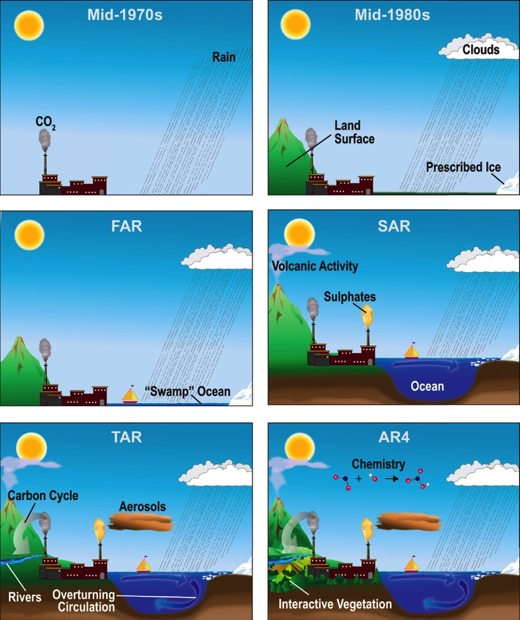 Mid-1970s
Rain
CO2
Mid-1980s
Clouds
Land
Surface
Prescribed Ice
FAR
"Swamp" Ocean
SAR
Volcanic Activity
Sulphates
Ocean
TAR
Carbon Cycle
Aerosols
Rivers
Overturning
Circulation
AR4
Chemistry
+
Interactive Vegetation